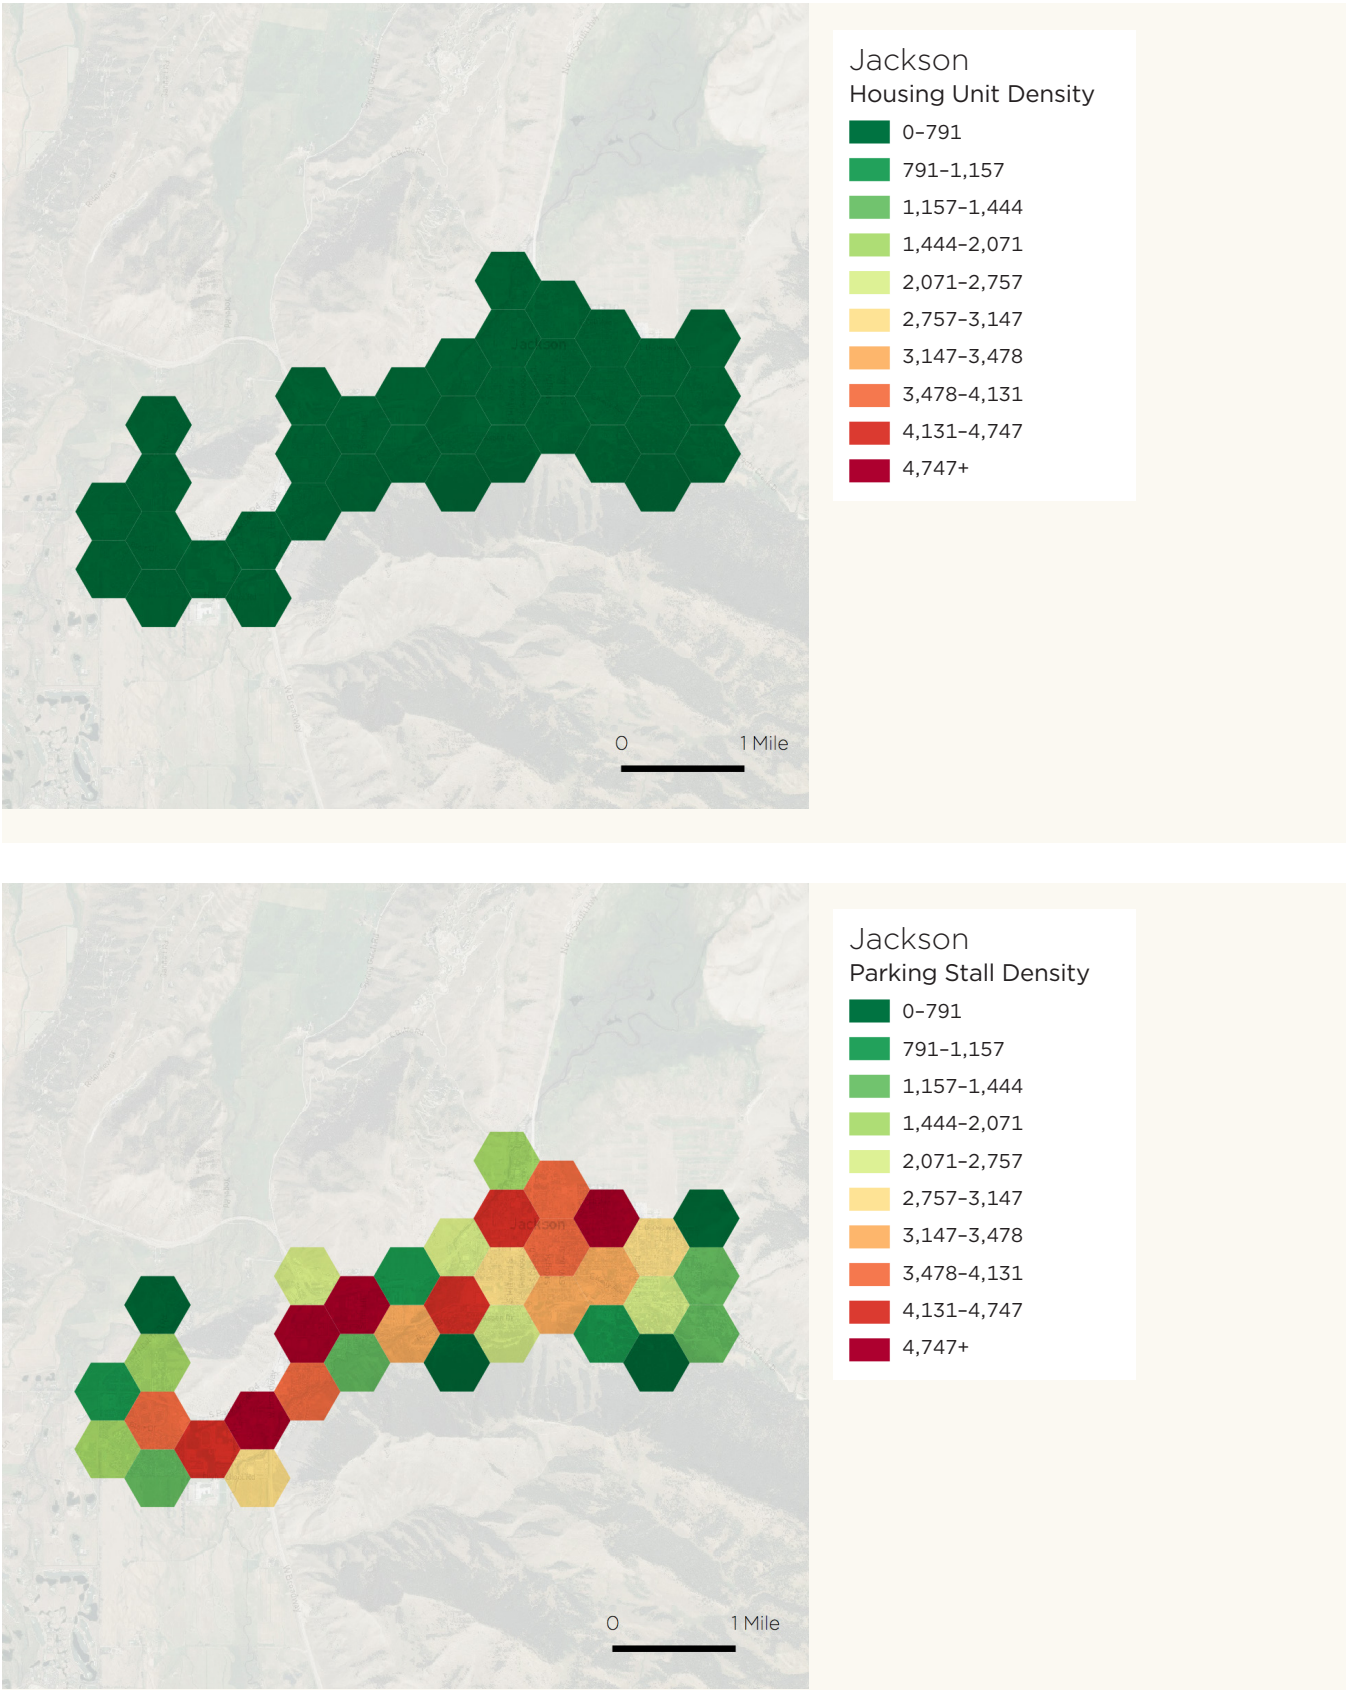 Jackson
Housing Unit Density
0–791
791–1,157
1,157–1,444
1,444–2,071
2,071–2,757
2,757–3,147
3,147–3,478
3,478–4,131
4,131–4,747
4,747+
Jackson
0 1 Mile
Jackson
Parking Stall Density
0–791
791–1,157
1,157–1,444
1,444–2,071
2,071–2,757
2,757–3,147
3,147–3,478
3,478–4,131
4,131–4,747
4,747+
Jackson
0 1 Mile